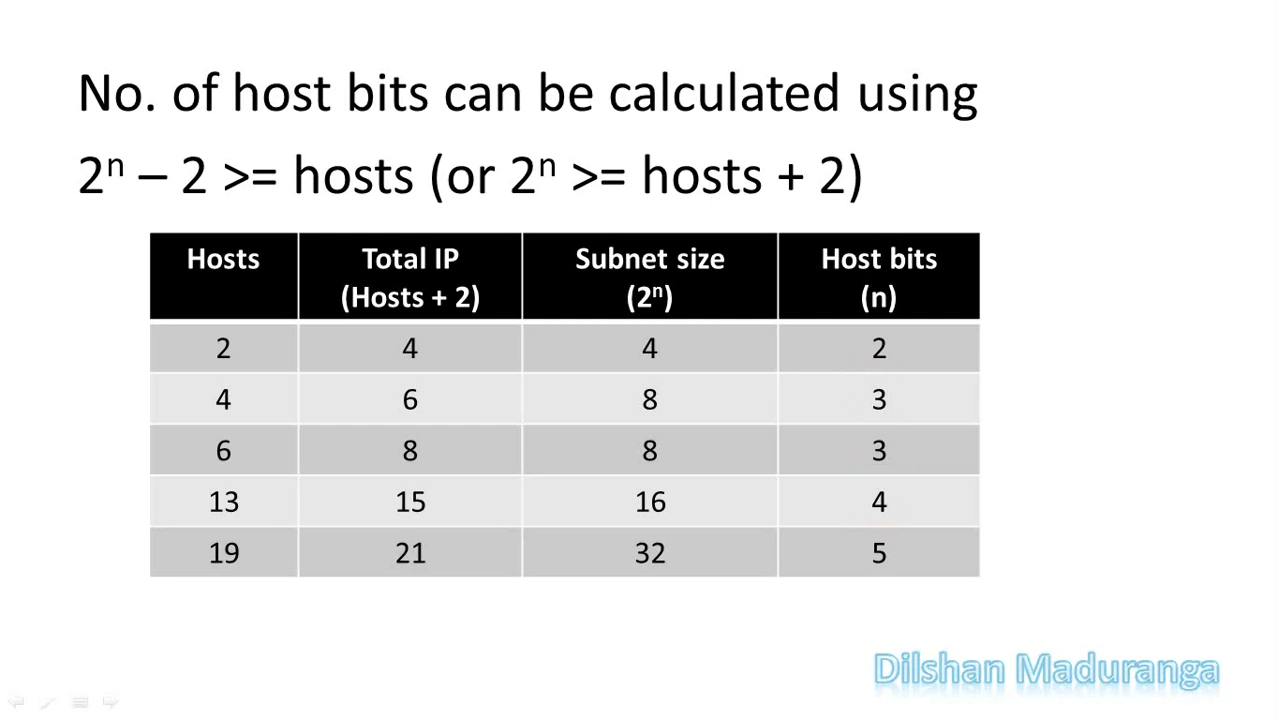 No. of host bits can be calculated using
2ⁿ – 2 >= hosts (or 2ⁿ >= hosts + 2)
Hosts Total IP Subnet size Host bits
(Hosts + 2) (2ⁿ) (n)
2 4 4 2
4 6 8 3
6 8 8 3
13 15 16 4
19 21 32 5
Dilshan Maduranga